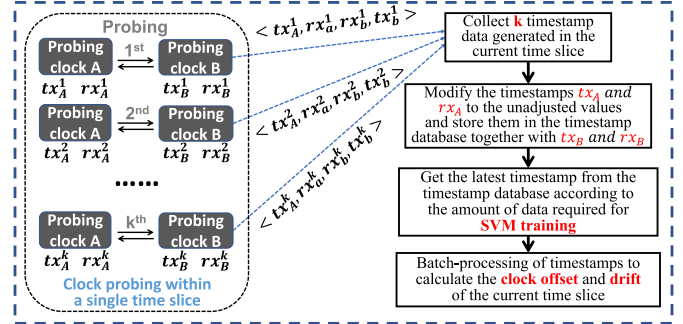 Probing
Probing clock A
1st
Probing clock B
tx_A^1 rx_A^1
tx_B^1 rx_B^1
Probing clock A
2nd
Probing clock B
tx_A^2 rx_A^2
tx_B^2 rx_B^2
......
Probing clock A
kth
Probing clock B
tx_A^k rx_A^k
tx_B^k rx_B^k
Clock probing within
a single time slice
< tx_A^1, rx_a^1, rx_b^1, tx_b^1 >
< tx_A^2, rx_a^2, rx_b^2, tx_b^2 >
< tx_A^k, rx_a^k, rx_b^k, tx_b^k >
Collect k timestamp
data generated in the
current time slice
Modify the timestamps tx_A and
rx_A to the unadjusted values
and store them in the timestamp
database together with tx_B and rx_B
Get the latest timestamp from the
timestamp database according to
the amount of data required for
SVM training
Batch-processing of timestamps to
calculate the clock offset and drift
of the current time slice